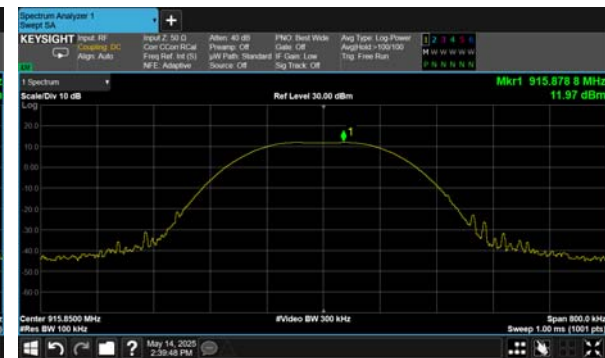 Spectrum Analyzer 1
Swept SA
+
KEYSIGHT Input: RF Input Z: 50 Ω Atten: 40 dB PNO: Best Wide Avg Type: Log-Power 1 2 3 4 5 6
Coupling: DC Corr CCorr RCal Preamp: Off Gate: Off Avg|Hold:>100/100 M W W W W W
Align: Auto Freq Ref: Int (S) µW Path: Standard IF Gain: Low Trig: Free Run
NFE: Adaptive Source: Off Sig Track: Off P N N N N N
1 Spectrum Mkr1 915.878 8 MHz
Scale/Div 10 dB Ref Level 30.00 dBm 11.97 dBm
Log
20.0
1
10.0
0.00
-10.0
-20.0
-30.0
-40.0
-50.0
-60.0
Center 915.8500 MHz #Video BW 300 kHz Span 800.0 kHz
#Res BW 100 kHz Sweep 1.00 ms (1001 pts)
? May 14, 2025
2:39:48 PM